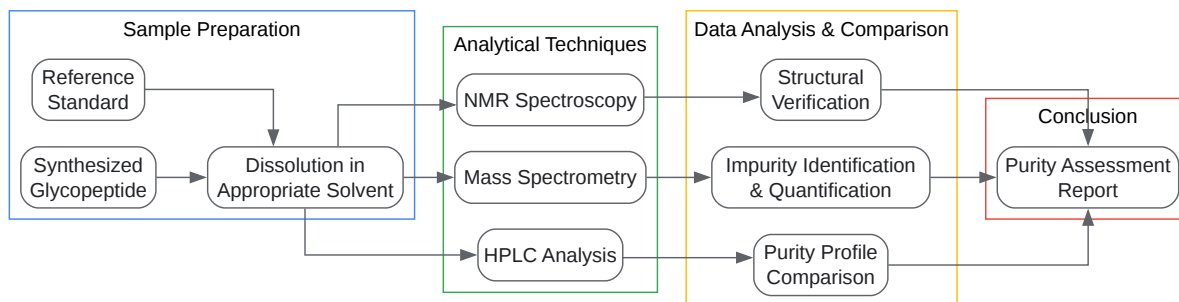 Sample Preparation
Reference
Standard
Synthesized
Glycopeptide
Dissolution in
Appropriate Solvent
Analytical Techniques
NMR Spectroscopy
Mass Spectrometry
HPLC Analysis
Data Analysis & Comparison
Structural
Verification
Impurity Identification
& Quantification
Purity Profile
Comparison
Conclusion
Purity Assessment
Report